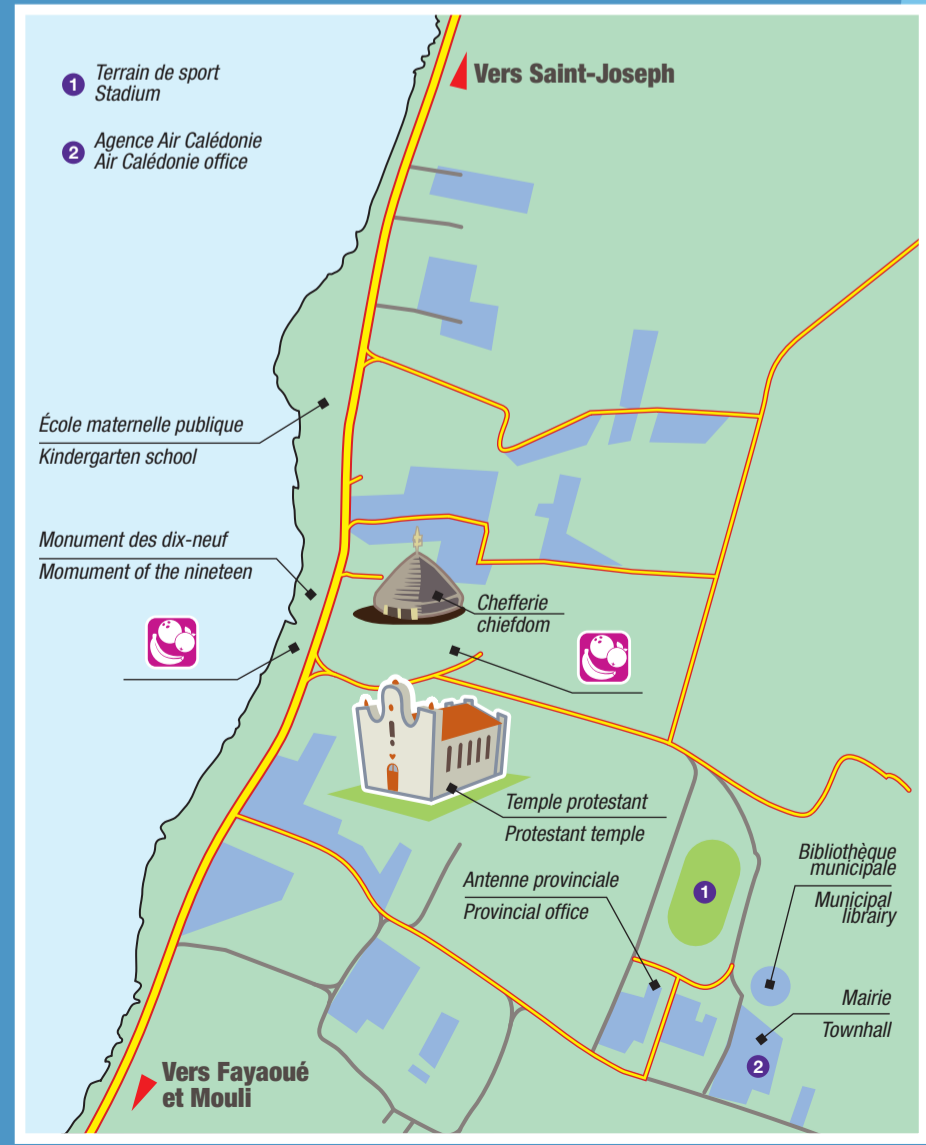 1 Terrain de sport
Stadium
2 Agence Air Calédonie
Air Calédonie office
Vers Saint-Joseph
École maternelle publique
Kindergarten school
Monument des dix-neuf
Momument of the nineteen
Chefferie
chiefdom
Temple protestant
Protestant temple
Antenne provinciale
Provincial office
1
Bibliothèque
municipale
Municipal
librairy
Mairie
Townhall
2
Vers Fayaoué
et Mouli